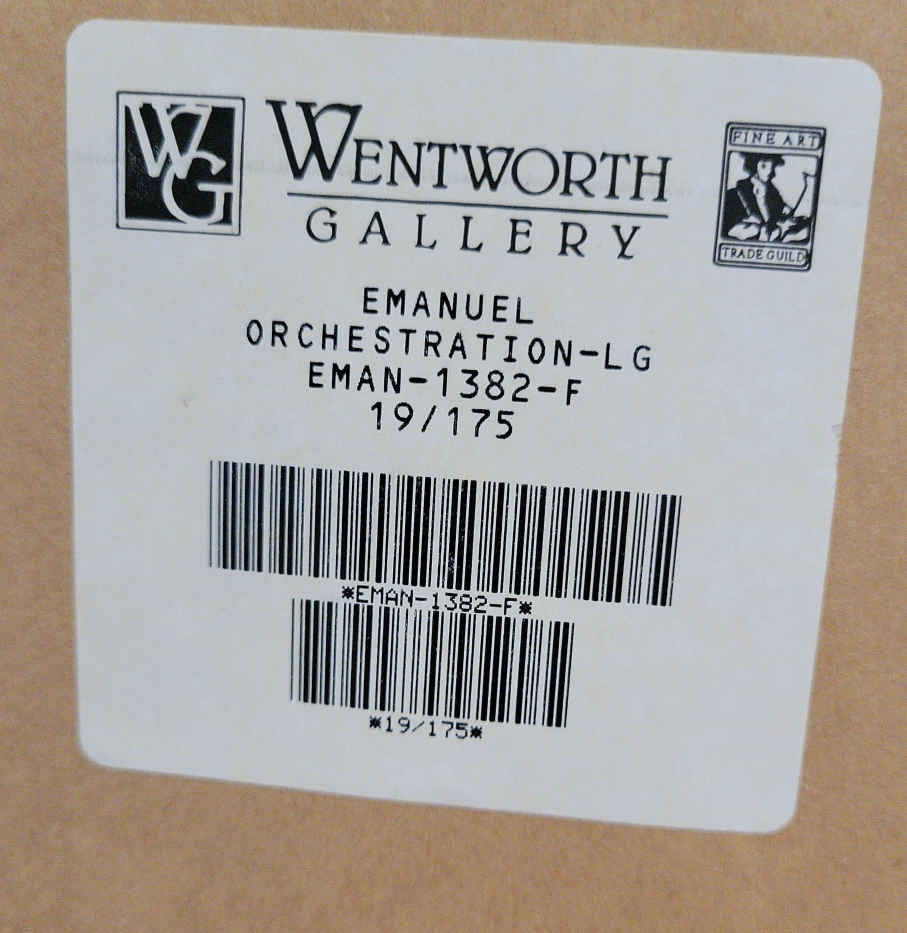 WG
WENTWORTH
GALLERY
FINE ART
TRADE GUILD
EMANUEL
ORCHESTRATION-LG
EMAN-1382-F
19/175
*EMAN-1382-F*
*19/175*